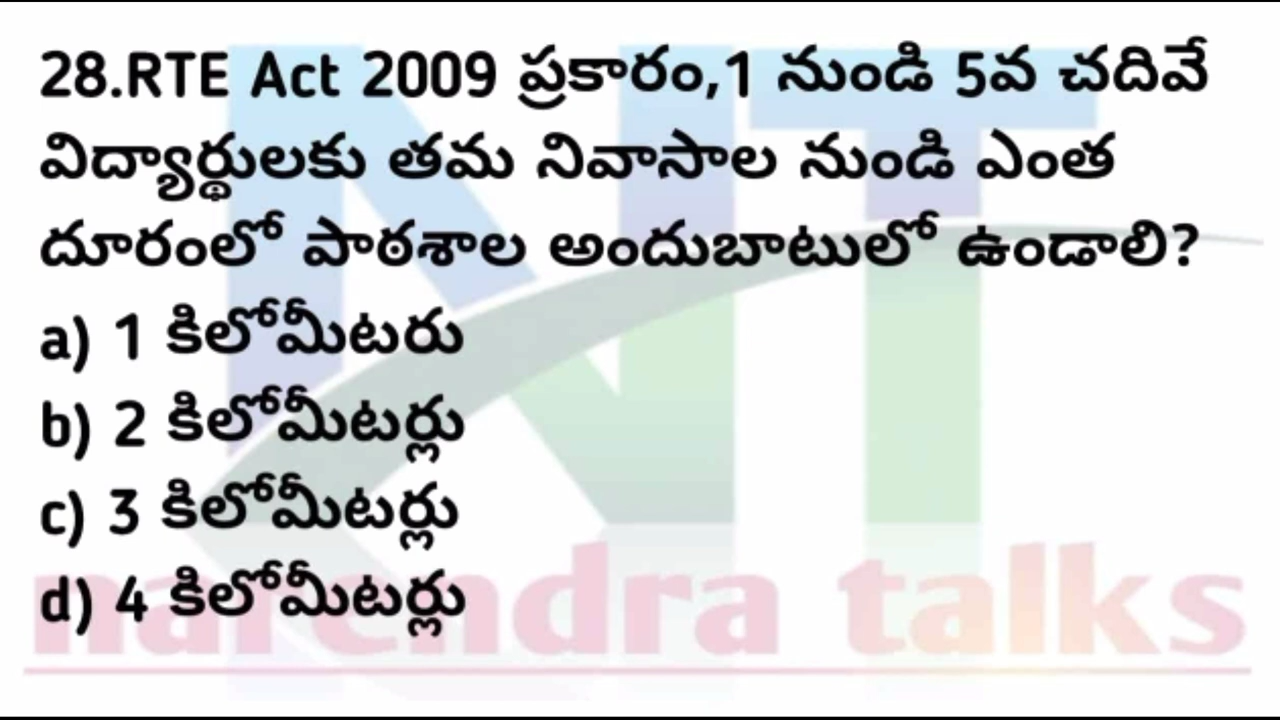 28.RTE Act 2009 ప్రకారం,1 నుండి 5వ చదివే
విద్యార్థులకు తమ నివాసాల నుండి ఎంత
దూరంలో పాఠశాల అందుబాటులో ఉండాలి?
a) 1 కిలోమీటరు
b) 2 కిలోమీటర్లు
c) 3 కిలోమీటర్లు
d) 4 కిలోమీటర్లు
NT
narendra talks